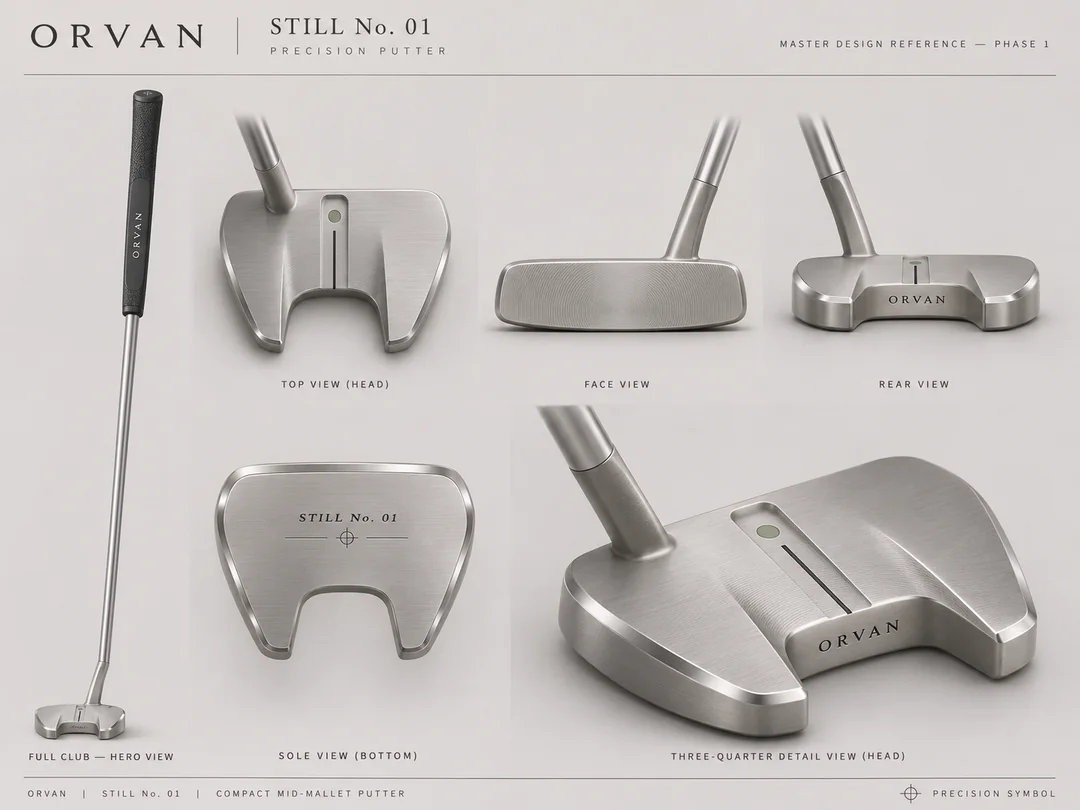 ORVAN
STILL No. 01
PRECISION PUTTER
MASTER DESIGN REFERENCE — PHASE 1
ORVAN
ORVAN
TOP VIEW (HEAD)
FACE VIEW
REAR VIEW
STILL No. 01
ORVAN
FULL CLUB — HERO VIEW
SOLE VIEW (BOTTOM)
THREE-QUARTER DETAIL VIEW (HEAD)
ORVAN | STILL No. 01 | COMPACT MID-MALLET PUTTER
PRECISION SYMBOL